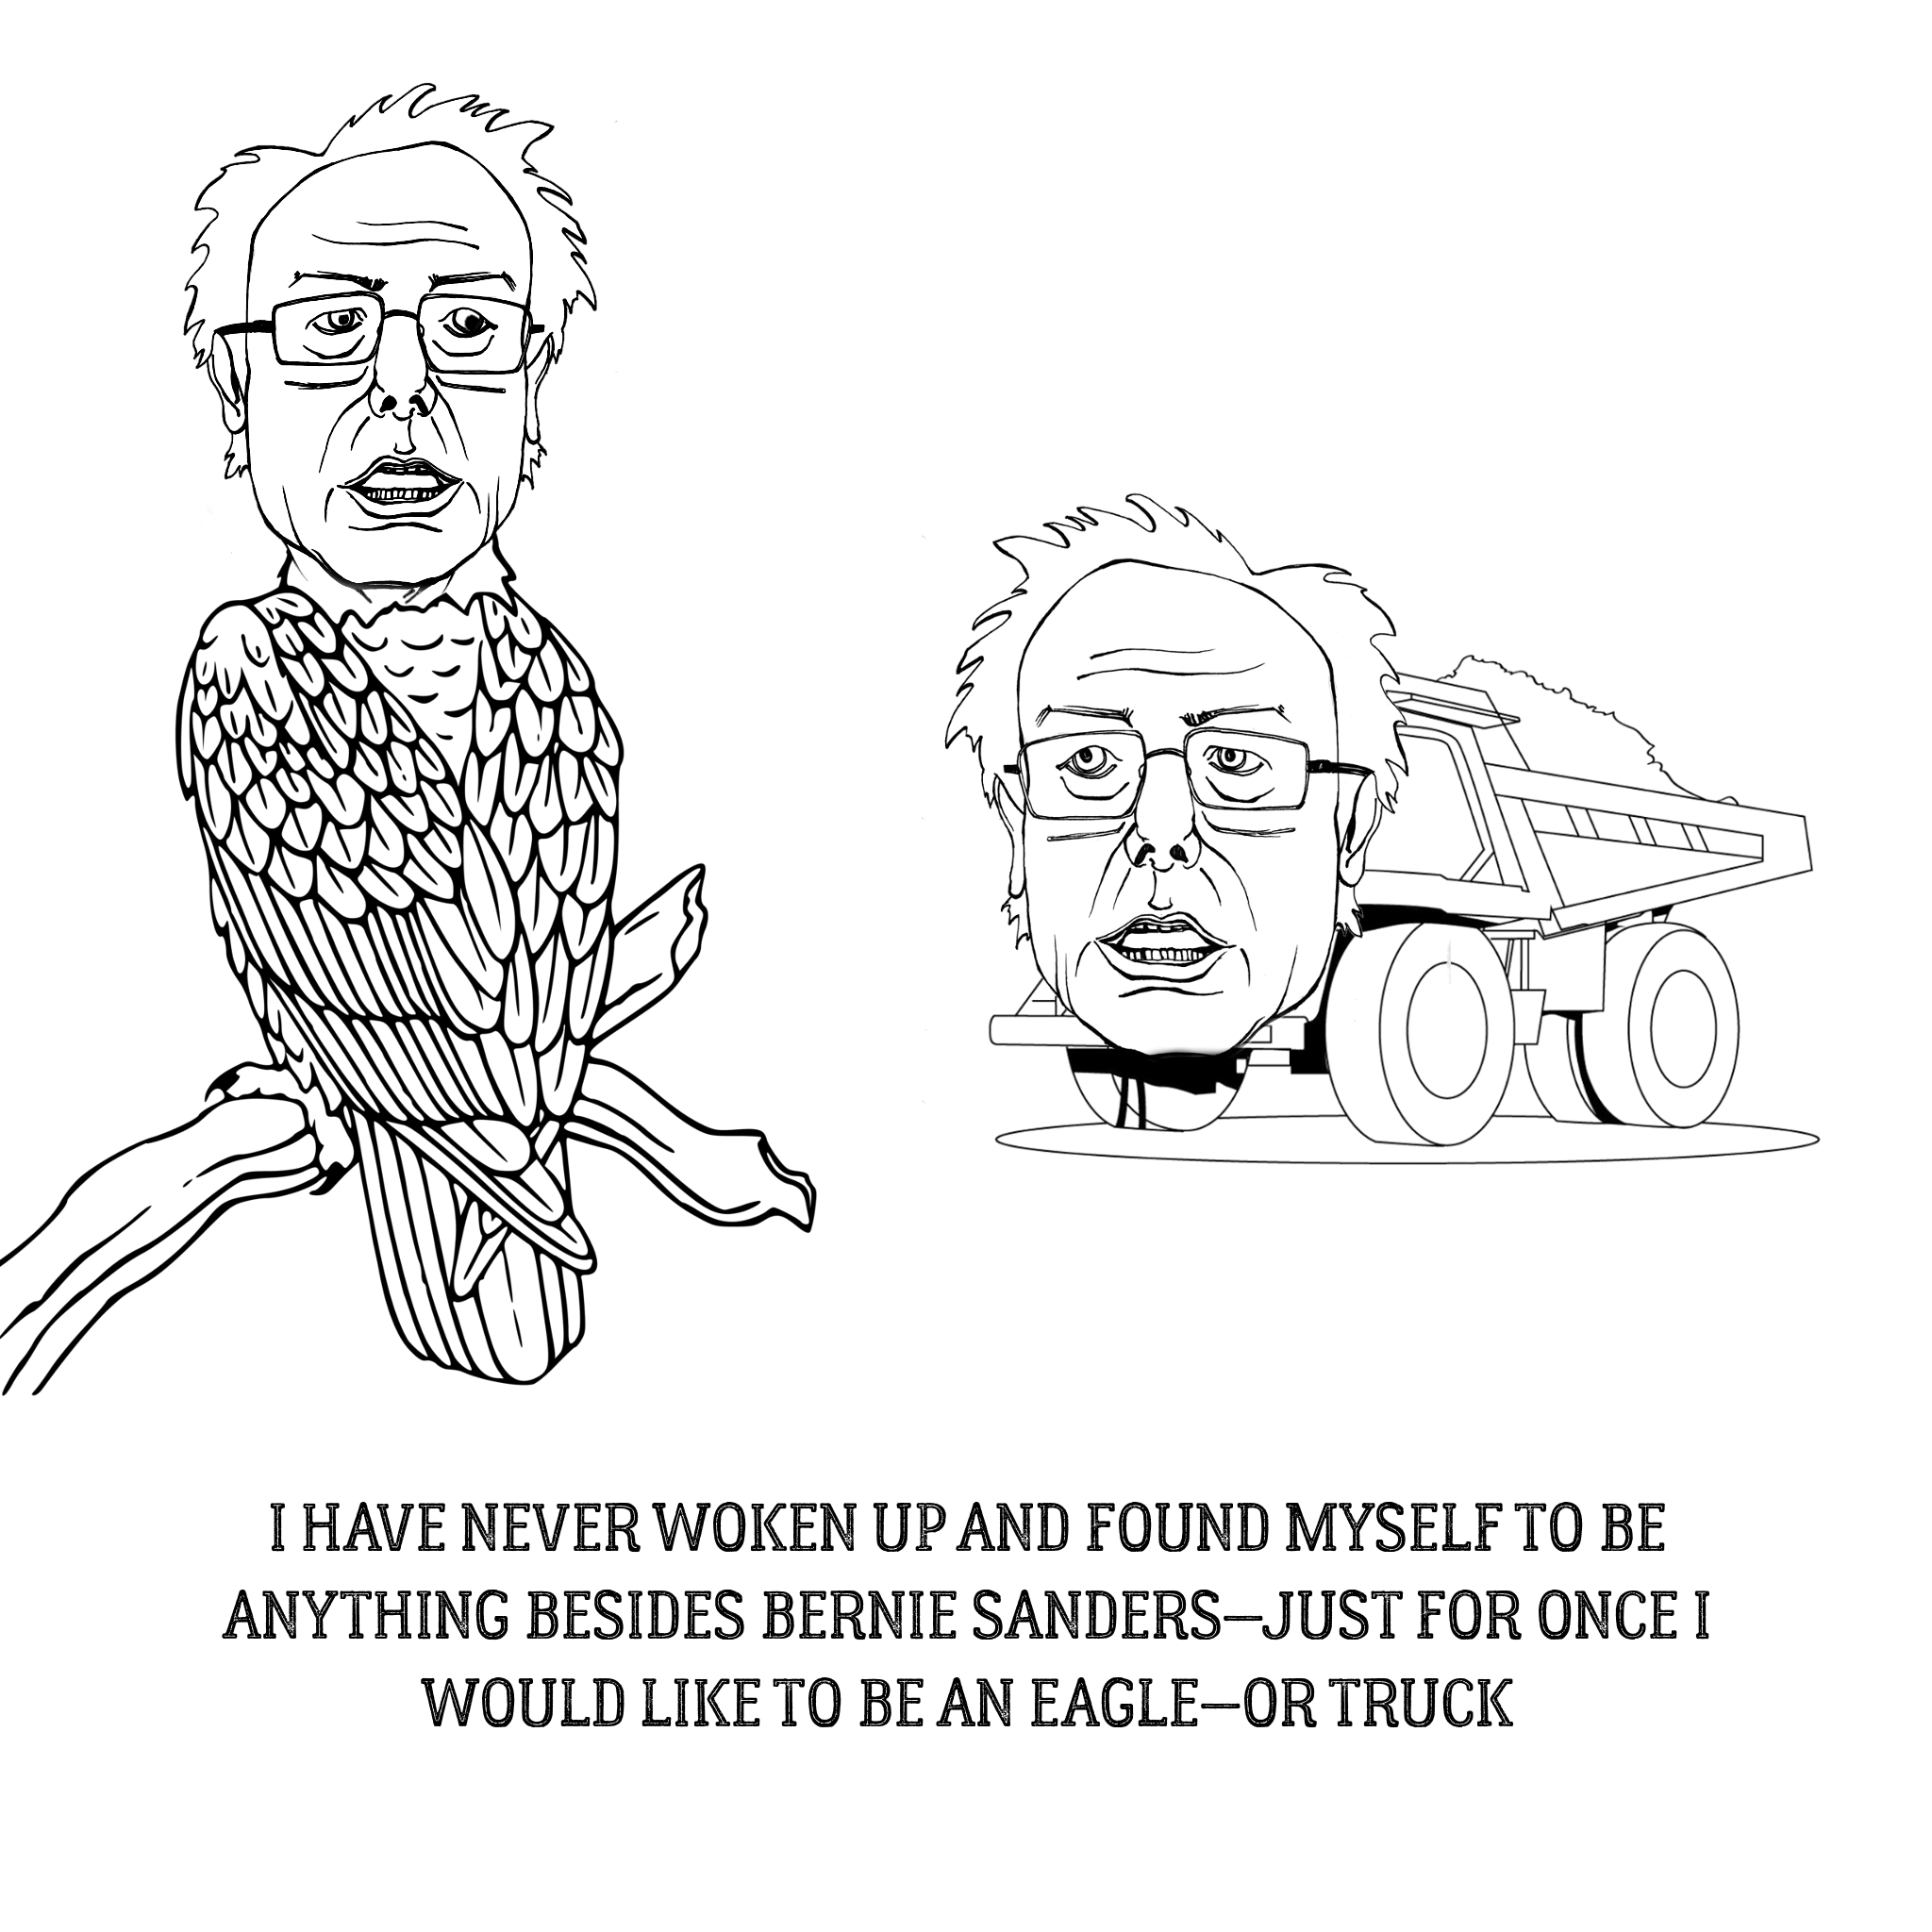 I HAVE NEVER WOKEN UP AND FOUND MYSELF TO BE
ANYTHING BESIDES BERNIE SANDERS—JUST FOR ONCE I
WOULD LIKE TO BE AN EAGLE—OR TRUCK